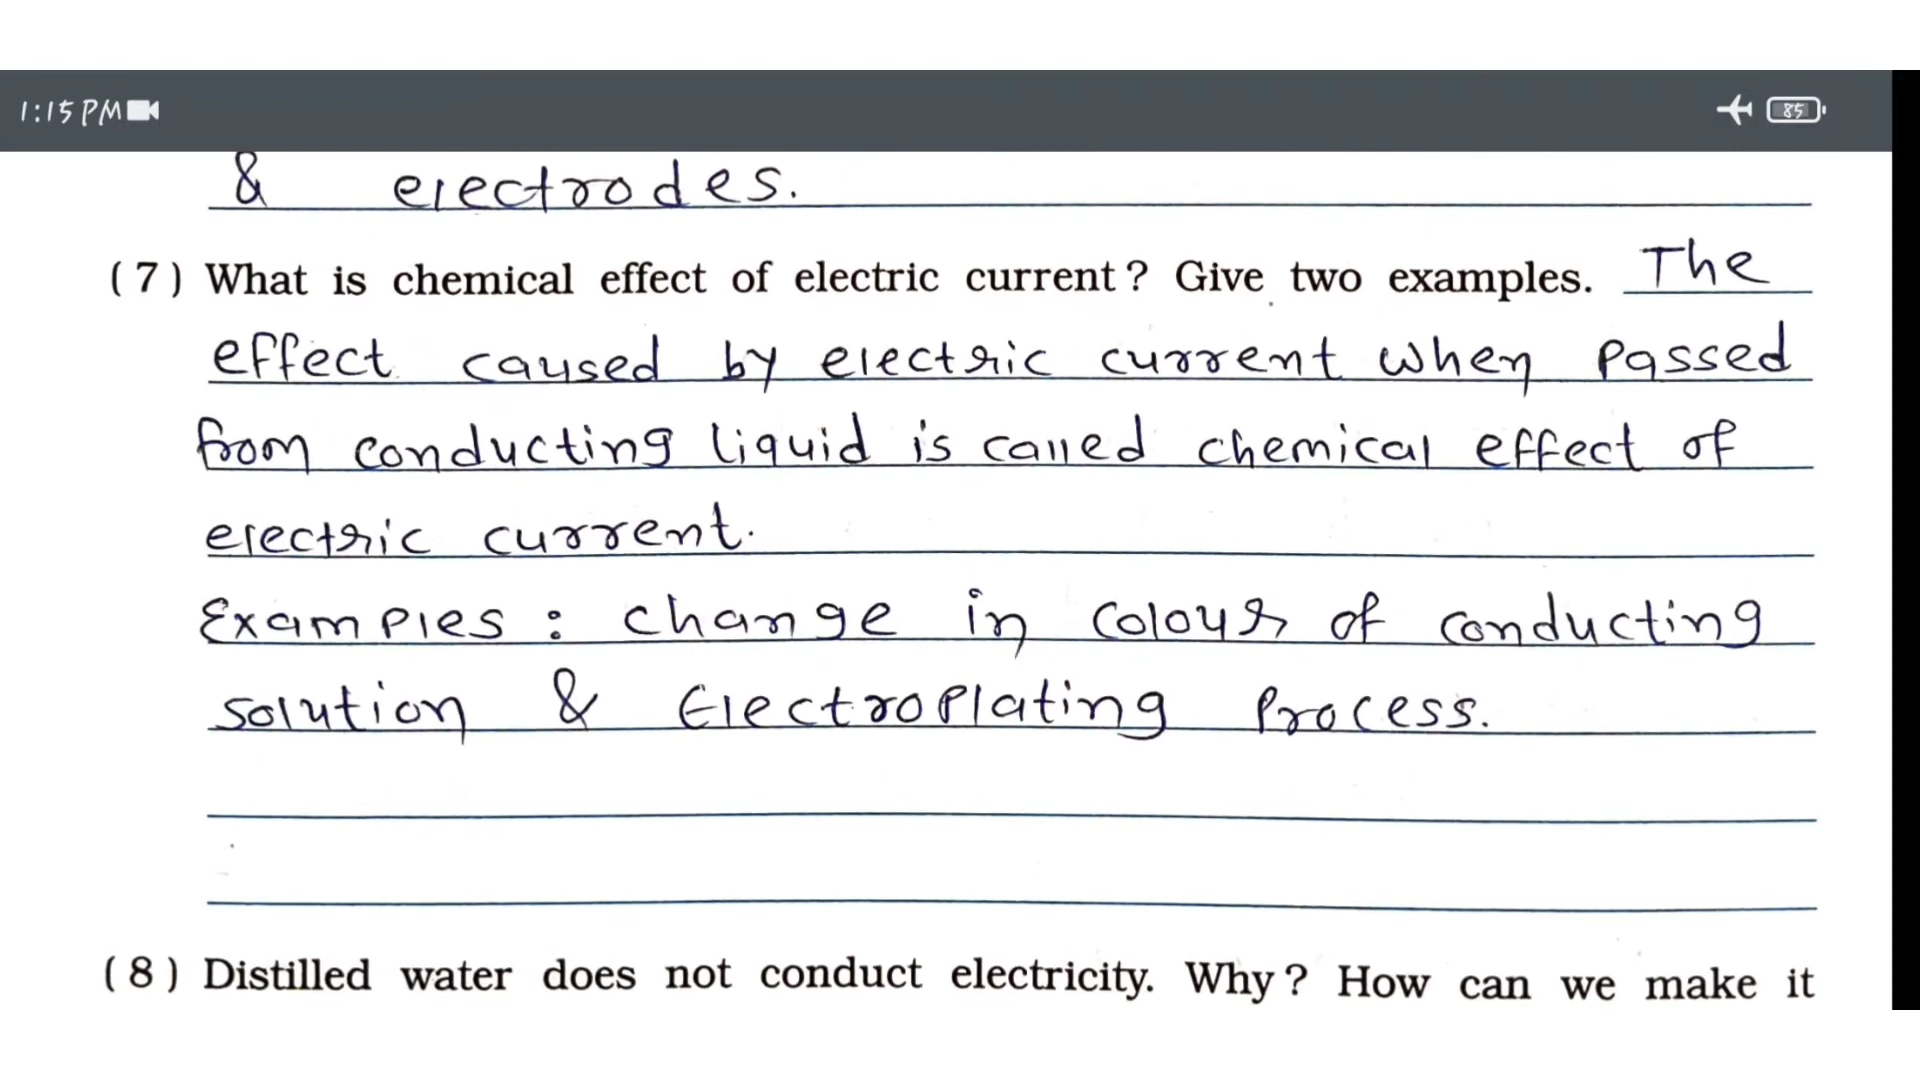 1:15 PM
85
& electrodes.
(7) What is chemical effect of electric current? Give two examples. The
effect caused by electric current when passed
from conducting liquid is called chemical effect of
electric current.
Examples : change in colour of conducting
solution & Electroplating Process.
(8) Distilled water does not conduct electricity. Why? How can we make it